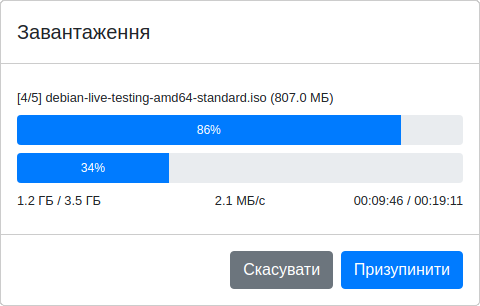 Завантаження
[4/5] debian-live-testing-amd64-standard.iso (807.0 МБ)
86%
34%
1.2 ГБ / 3.5 ГБ 2.1 МБ/с 00:09:46 / 00:19:11
Скасувати Призупинити